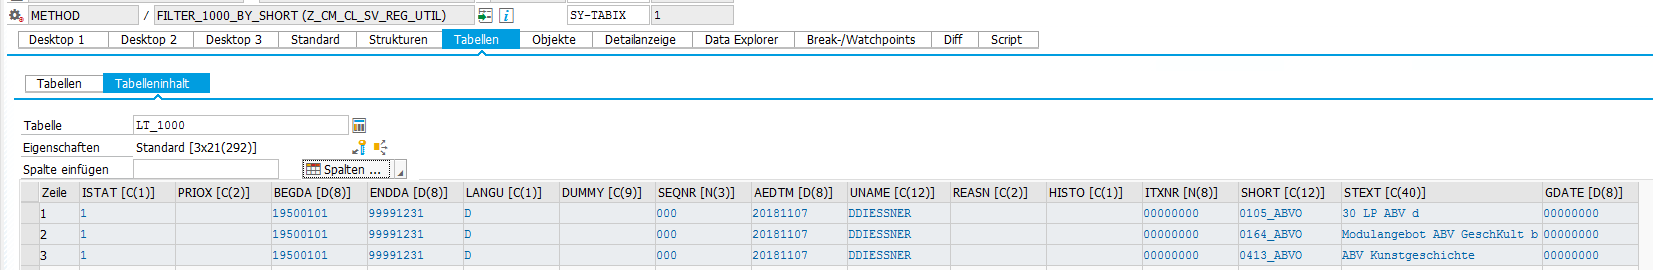 METHOD / FILTER_1000_BY_SHORT (Z_CM_CL_SV_REG_UTIL) SY-TABIX 1
Desktop 1 Desktop 2 Desktop 3 Standard Strukturen Tabellen Objekte Detailanzeige Data Explorer Break-/Watchpoints Diff Script
Tabellen Tabelleninhalt
Tabelle LT_1000
Eigenschaften Standard [3x21(292)]
Spalte einfügen Spalten ...
Zeile ISTAT [C(1)] PRIOX [C(2)] BEGDA [D(8)] ENDDA [D(8)] LANGU [C(1)] DUMMY [C(9)] SEQNR [N(3)] AEDTM [D(8)] UNAME [C(12)] REASN [C(2)] HISTO [C(1)] ITXNR [N(8)] SHORT [C(12)] STEXT [C(40)] GDATE [D(8)]
1 1 19500101 99991231 D 000 20181107 DDIESSNER 00000000 0105_ABVO 30 LP ABV d 00000000
2 1 19500101 99991231 D 000 20181107 DDIESSNER 00000000 0164_ABVO Modulangebot ABV GeschKult b 00000000
3 1 19500101 99991231 D 000 20181107 DDIESSNER 00000000 0413_ABVO ABV Kunstgeschichte 00000000